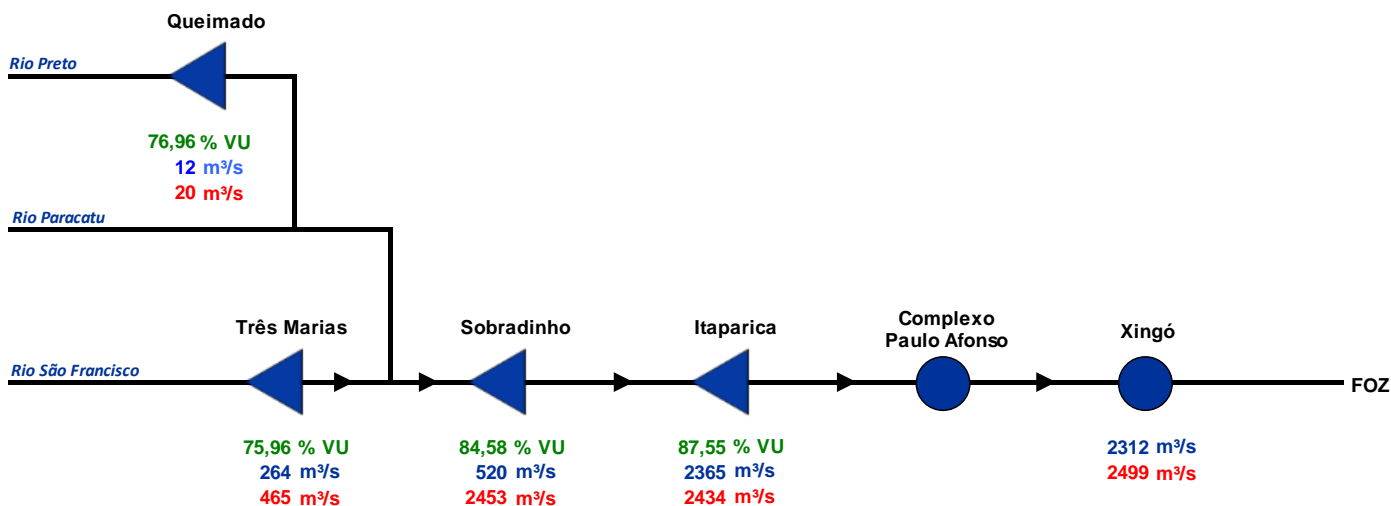 Queimado
Rio Preto
76,96 % VU
12 m³/s
20 m³/s
Rio Paracatu
Três Marias
Sobradinho
Itaparica
Complexo
Paulo Afonso
Xingó
Rio São Francisco
FOZ
75,96 % VU
264 m³/s
465 m³/s
84,58 % VU
520 m³/s
2453 m³/s
87,55 % VU
2365 m³/s
2434 m³/s
2312 m³/s
2499 m³/s